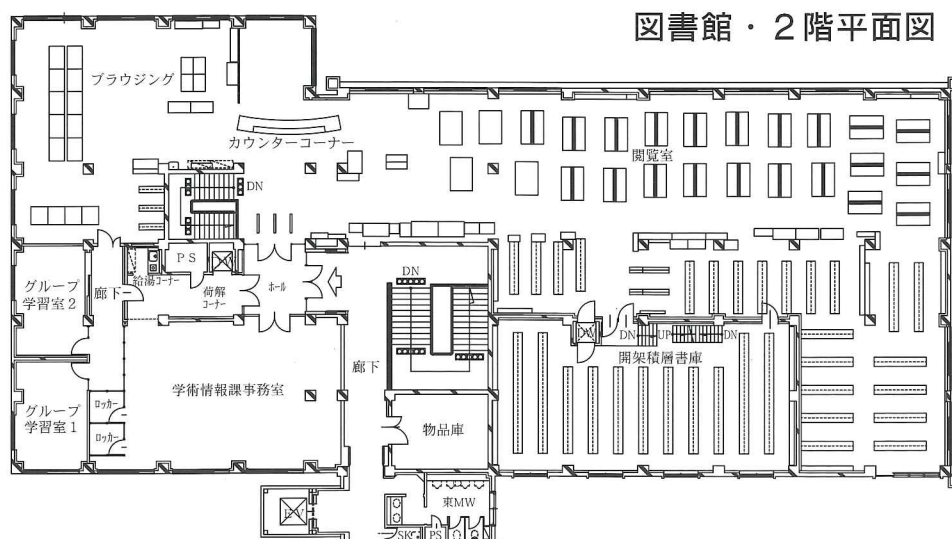 図書館・２階平面図
ブラウジング
カウンターコーナー
閲覧室
DN
PS
給湯コーナー
荷解
コーナー
ホール
DN
グループ
学習室2
廊下
DW
DN
UP
DN
開架積層書庫
廊下
学術情報課事務室
グループ
学習室1
ロッカー
ロッカー
物品庫
東MW
EV
SK
PS